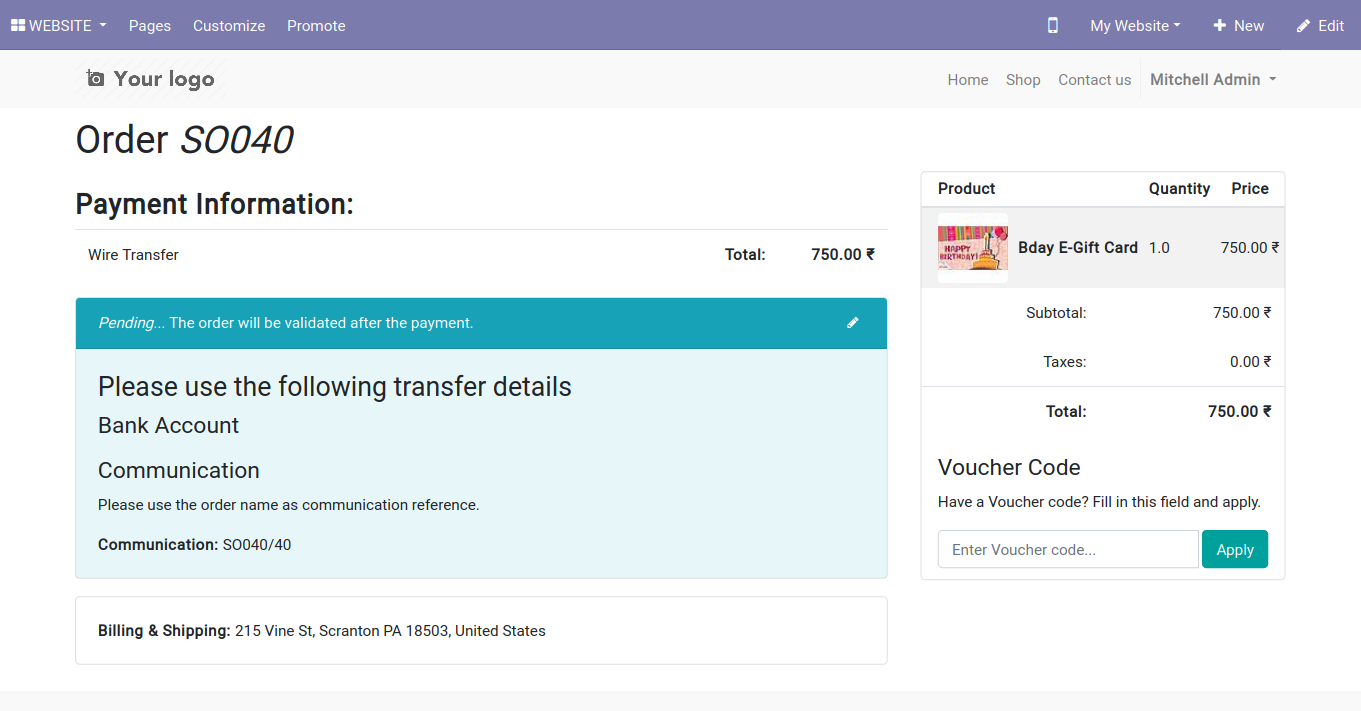 WEBSITE Pages Customize Promote My Website New Edit
Your logo Home Shop Contact us Mitchell Admin
Order SO040
Payment Information:
Wire Transfer Total: 750.00 ₹
Pending... The order will be validated after the payment.
Please use the following transfer details
Bank Account
Communication
Please use the order name as communication reference.
Communication: SO040/40
Billing & Shipping: 215 Vine St, Scranton PA 18503, United States
Product Quantity Price
HAPPY
BIRTHDAY!
Bday E-Gift Card 1.0 750.00 ₹
Subtotal: 750.00 ₹
Taxes: 0.00 ₹
Total: 750.00 ₹
Voucher Code
Have a Voucher code? Fill in this field and apply.
Enter Voucher code... Apply